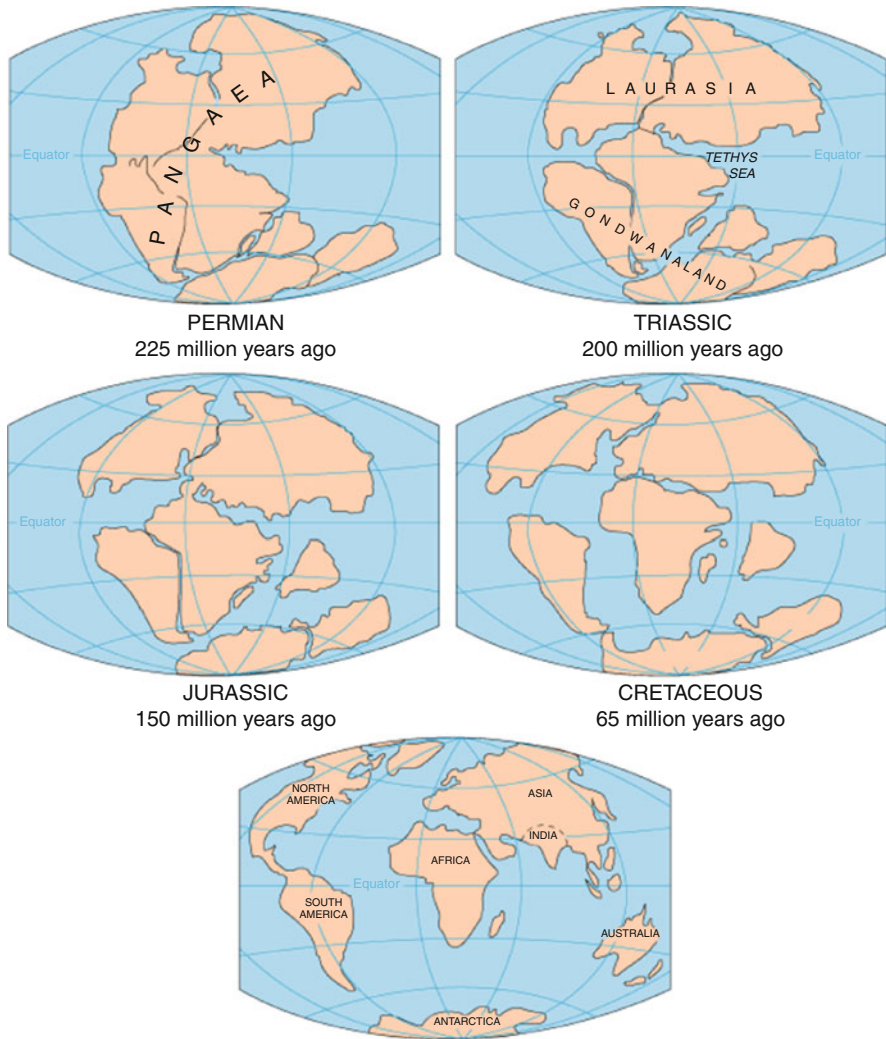 PANGAEA
Equator
PERMIAN
225 million years ago
LAURASIA
TETHYS
SEA
Equator
GONDWANALAND
TRIASSIC
200 million years ago
Equator
JURASSIC
150 million years ago
Equator
CRETACEOUS
65 million years ago
NORTH
AMERICA
ASIA
INDIA
AFRICA
Equator
SOUTH
AMERICA
AUSTRALIA
ANTARCTICA